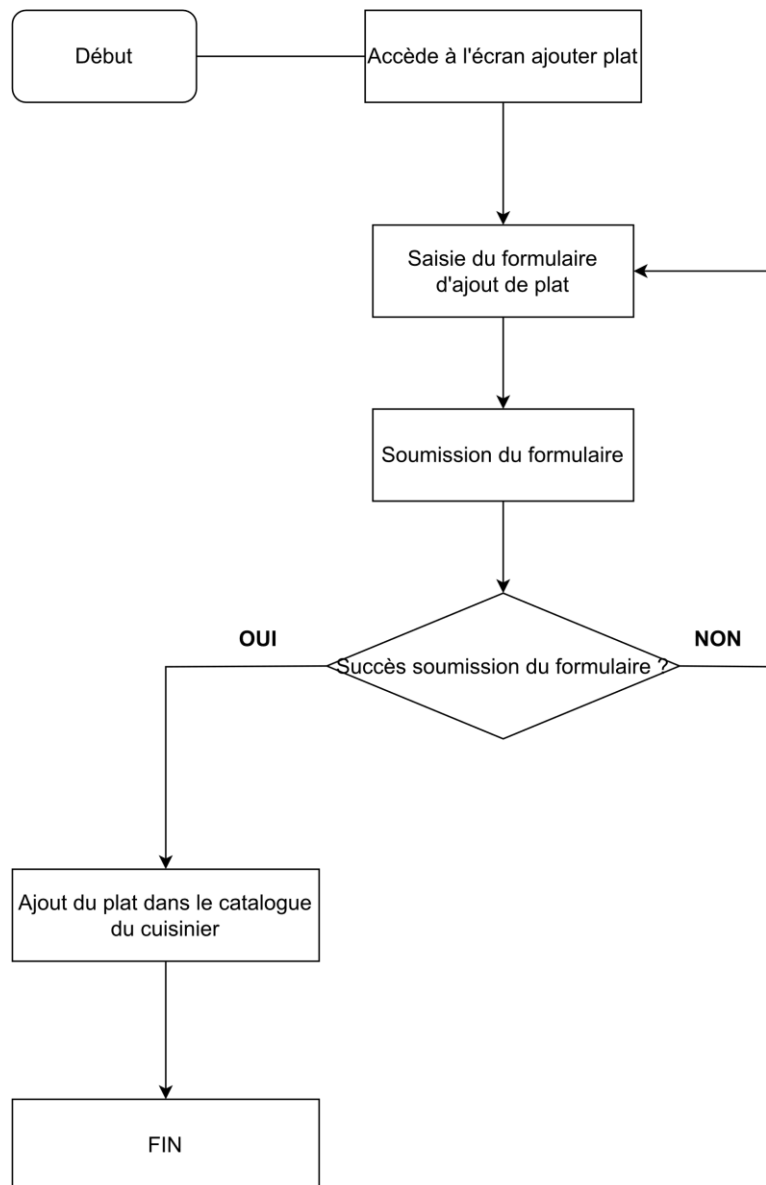 Début
Accède à l'écran ajouter plat
Saisie du formulaire
d'ajout de plat
Soumission du formulaire
OUI
Succès soumission du formulaire ?
NON
Ajout du plat dans le catalogue
du cuisinier
FIN